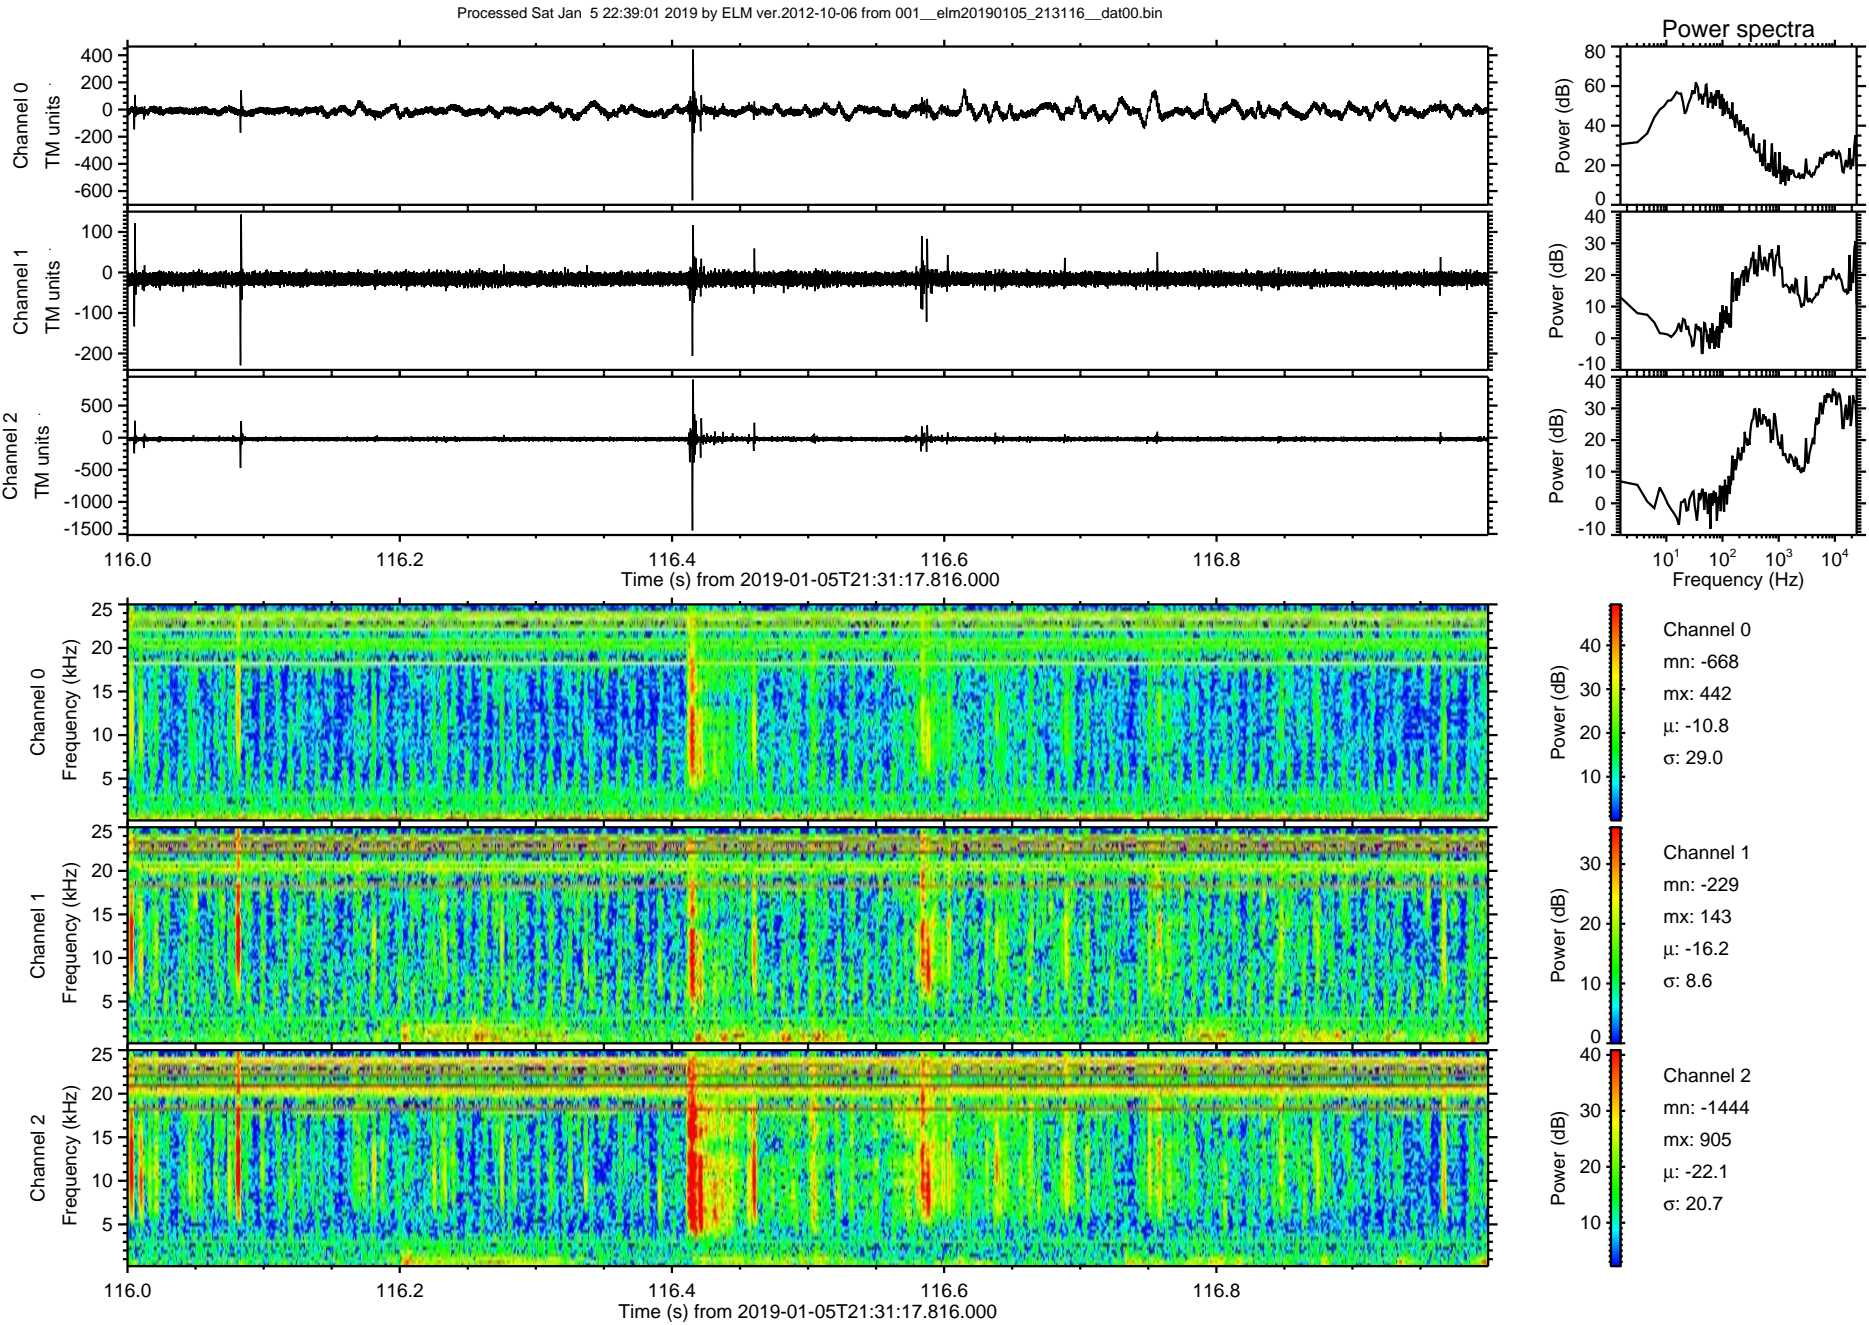 Processed Sat Jan  5 22:39:01 2019 by ELM ver.2012-10-06 from 001__elm20190105_213116__dat00.bin
Power spectra
Channel 0
TM units
400
200
0
-200
-400
-600
Power (dB)
80
60
40
20
0
Channel 1
TM units
100
0
-100
-200
Power (dB)
40
30
20
10
0
-10
Channel 2
TM units
500
0
-500
-1000
-1500
Power (dB)
40
30
20
10
0
-10
116.0 116.2 116.4 116.6 116.8
Time (s) from 2019-01-05T21:31:17.816.000
10^1 10^2 10^3 10^4
Frequency (Hz)
Channel 0
Frequency (kHz)
25
20
15
10
5
Power (dB)
40
30
20
10
Channel 0
mn: -668
mx: 442
μ: -10.8
σ: 29.0
Channel 1
Frequency (kHz)
25
20
15
10
5
Power (dB)
30
20
10
0
Channel 1
mn: -229
mx: 143
μ: -16.2
σ: 8.6
Channel 2
Frequency (kHz)
25
20
15
10
5
Power (dB)
40
30
20
10
Channel 2
mn: -1444
mx: 905
μ: -22.1
σ: 20.7
116.0 116.2 116.4 116.6 116.8
Time (s) from 2019-01-05T21:31:17.816.000